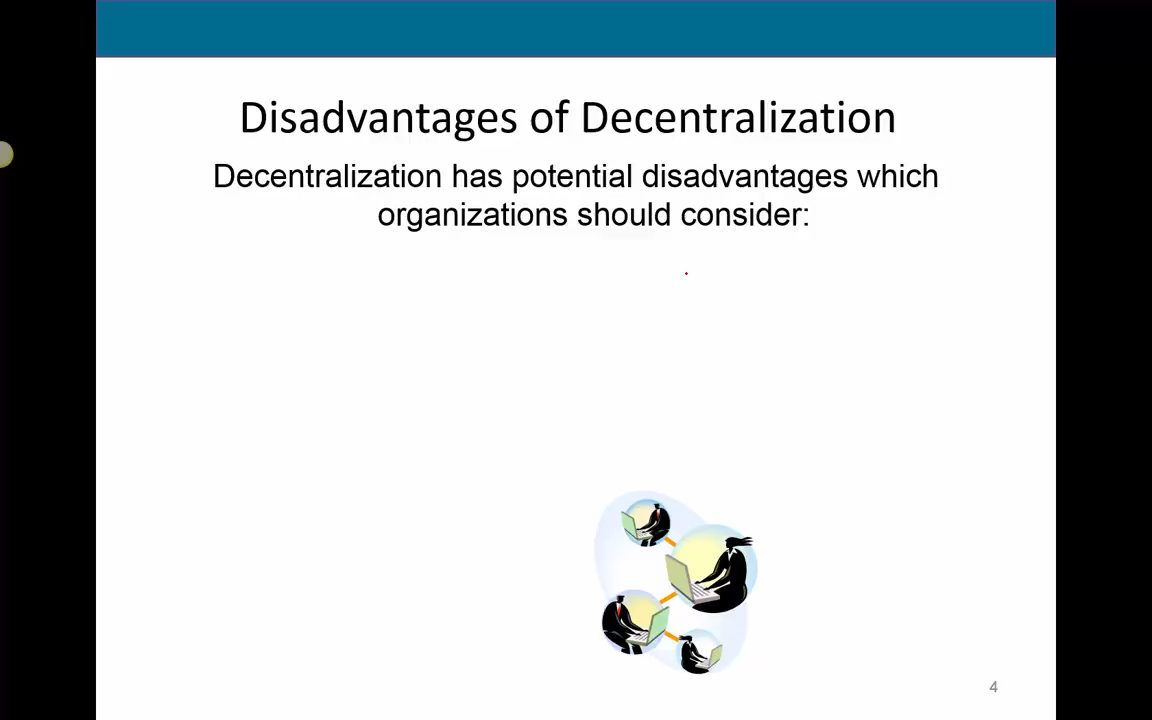 Disadvantages of Decentralization
Decentralization has potential disadvantages which
organizations should consider:
4